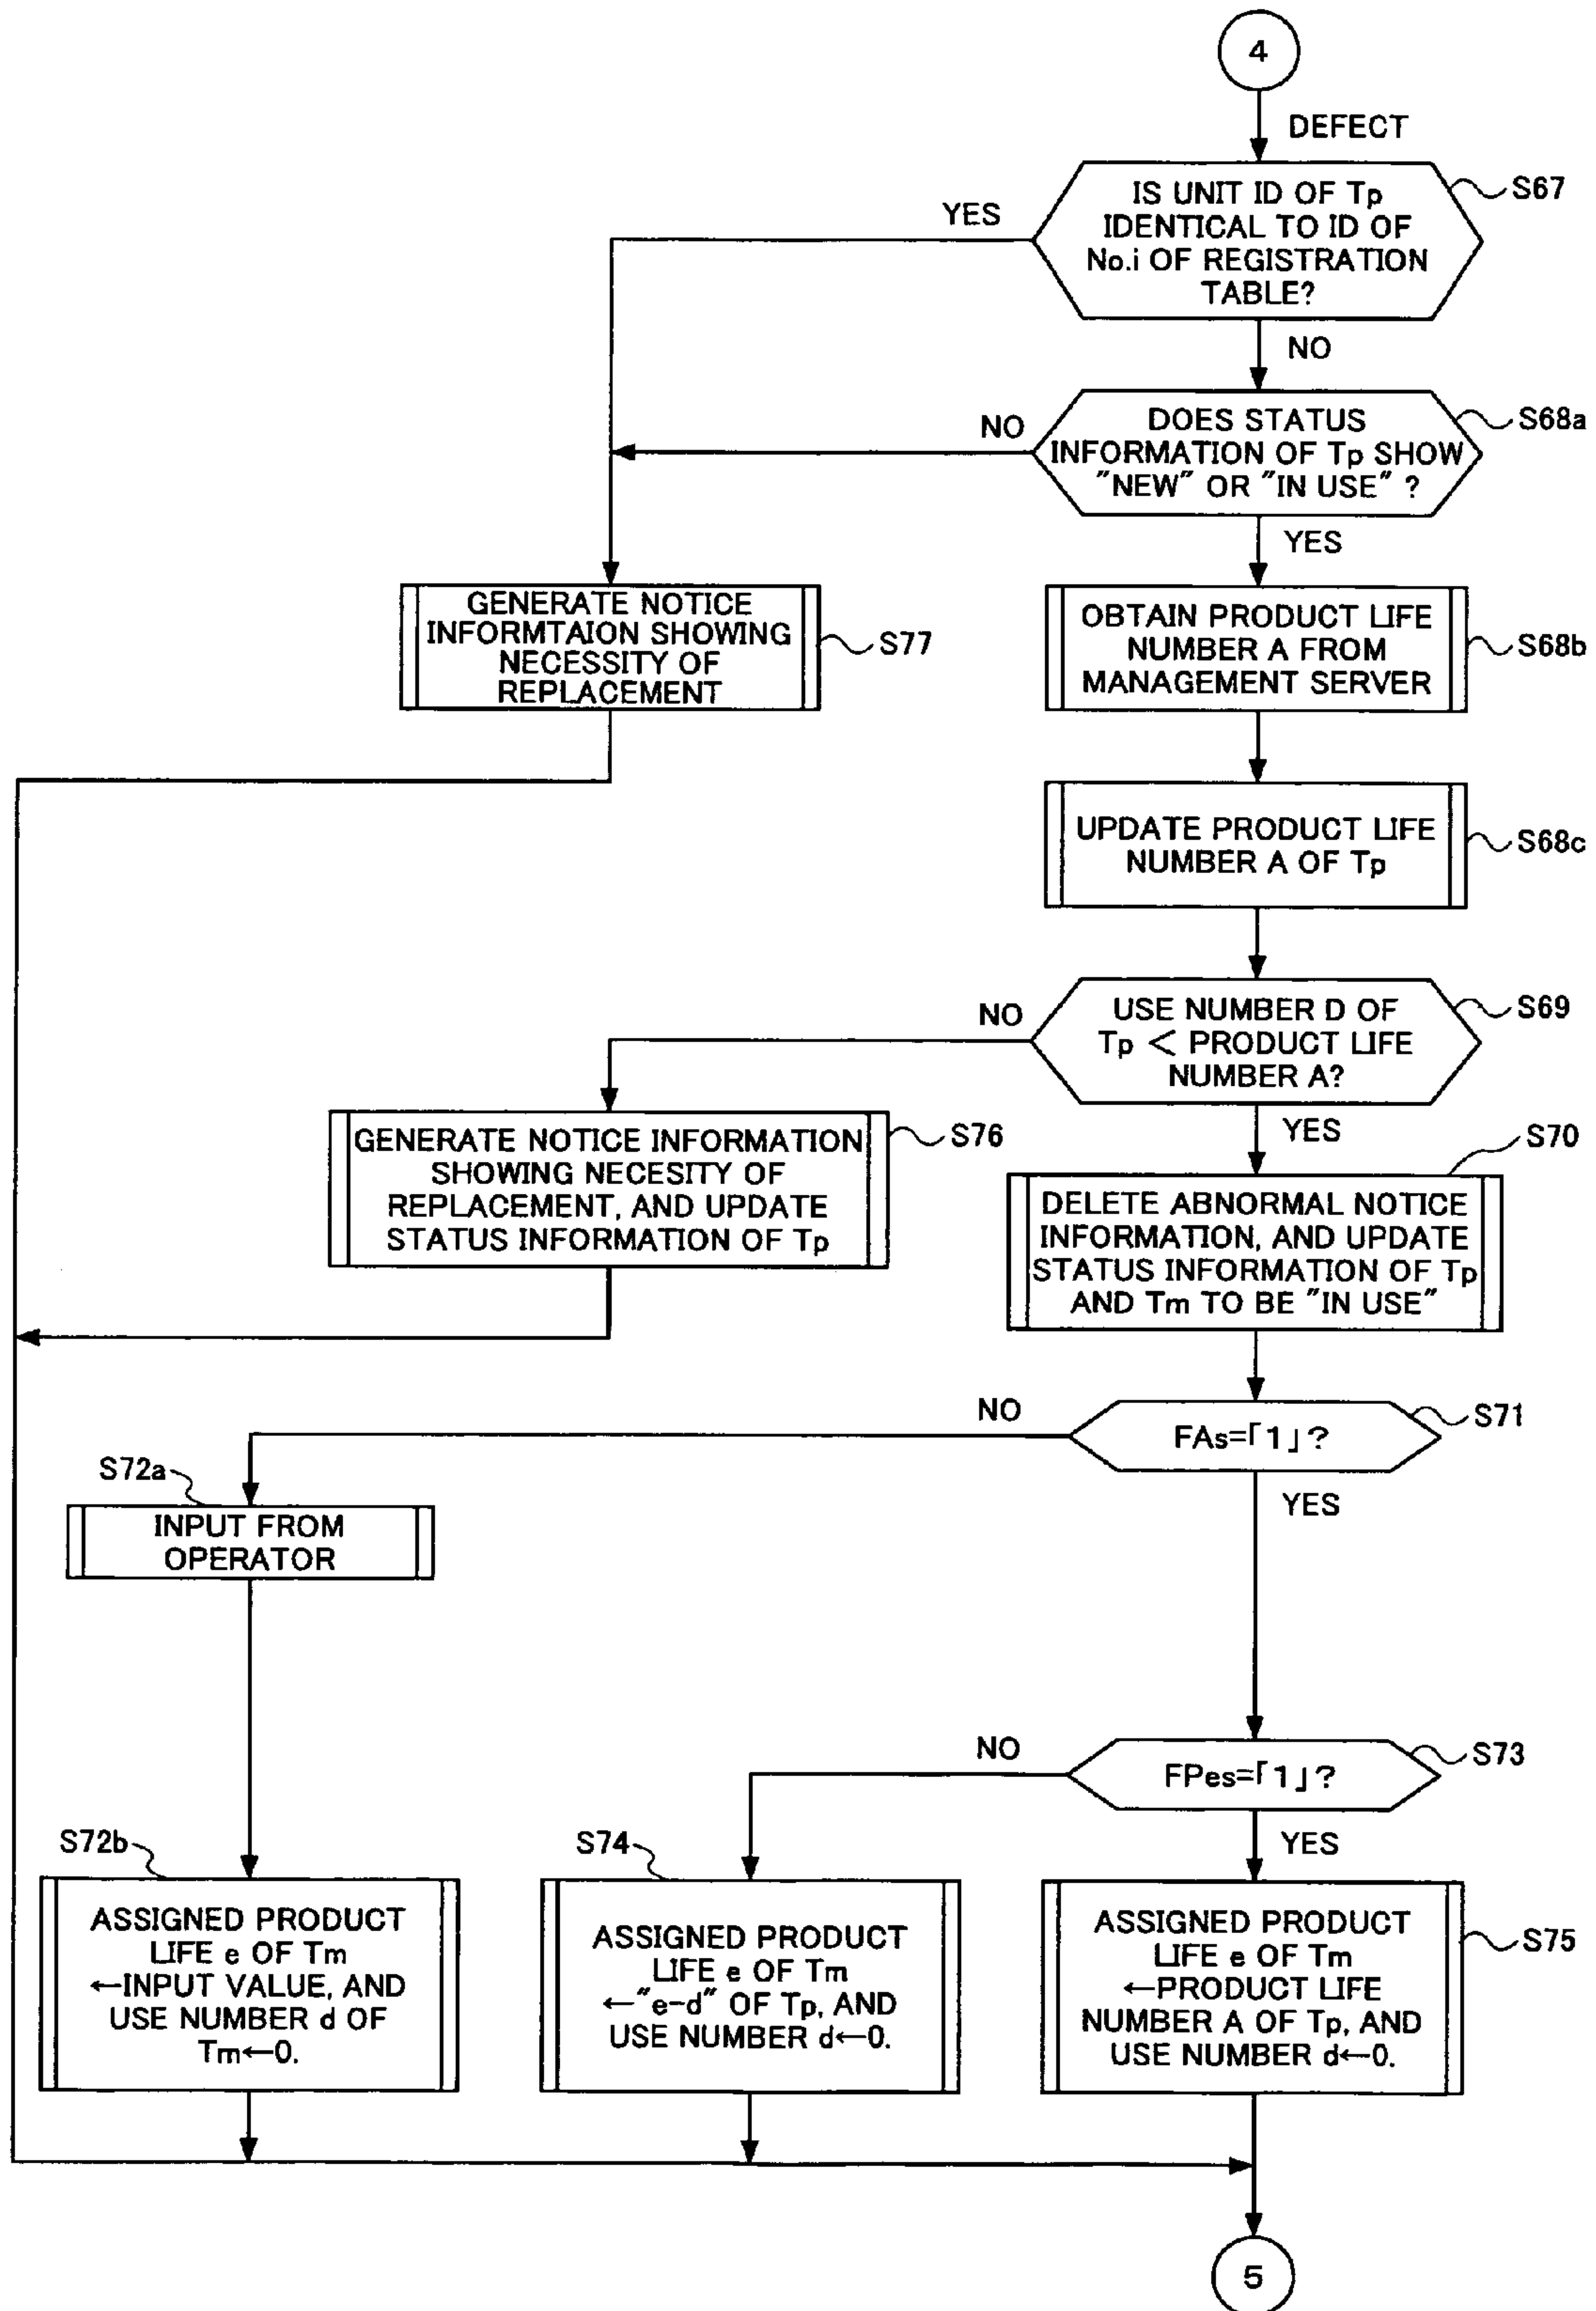 4
DEFECT
IS UNIT ID OF Tp
IDENTICAL TO ID OF
No.i OF REGISTRATION
TABLE?
S67
YES
NO
DOES STATUS
INFORMATION OF Tp SHOW
"NEW" OR "IN USE" ?
S68a
NO
YES
GENERATE NOTICE
INFORMTAION SHOWING
NECESSITY OF
REPLACEMENT
S77
OBTAIN PRODUCT LIFE
NUMBER A FROM
MANAGEMENT SERVER
S68b
UPDATE PRODUCT LIFE
NUMBER A OF Tp
S68c
USE NUMBER D OF
Tp < PRODUCT LIFE
NUMBER A?
S69
NO
YES
GENERATE NOTICE INFORMATION
SHOWING NECESITY OF
REPLACEMENT, AND UPDATE
STATUS INFORMATION OF Tp
S76
S70
DELETE ABNORMAL NOTICE
INFORMATION, AND UPDATE
STATUS INFORMATION OF Tp
AND Tm TO BE "IN USE"
FAs=「1」?
S71
NO
YES
S72a
INPUT FROM
OPERATOR
FPes=「1」?
S73
NO
YES
S72b
ASSIGNED PRODUCT
LIFE e OF Tm
←INPUT VALUE, AND
USE NUMBER d OF
Tm←0.
S74
ASSIGNED PRODUCT
LIFE e OF Tm
←"e-d" OF Tp, AND
USE NUMBER d←0.
ASSIGNED PRODUCT
LIFE e OF Tm
←PRODUCT LIFE
NUMBER A OF Tp, AND
USE NUMBER d←0.
S75
5